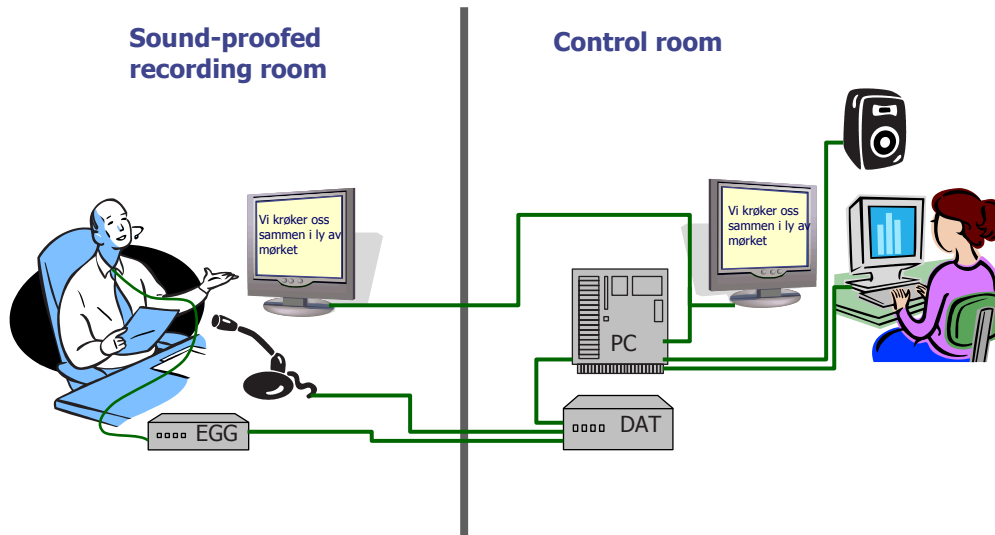 Sound-proofed
recording room
Control room
Vi krøker oss
sammen i ly av
mørket
Vi krøker oss
sammen i ly av
mørket
PC
EGG
DAT